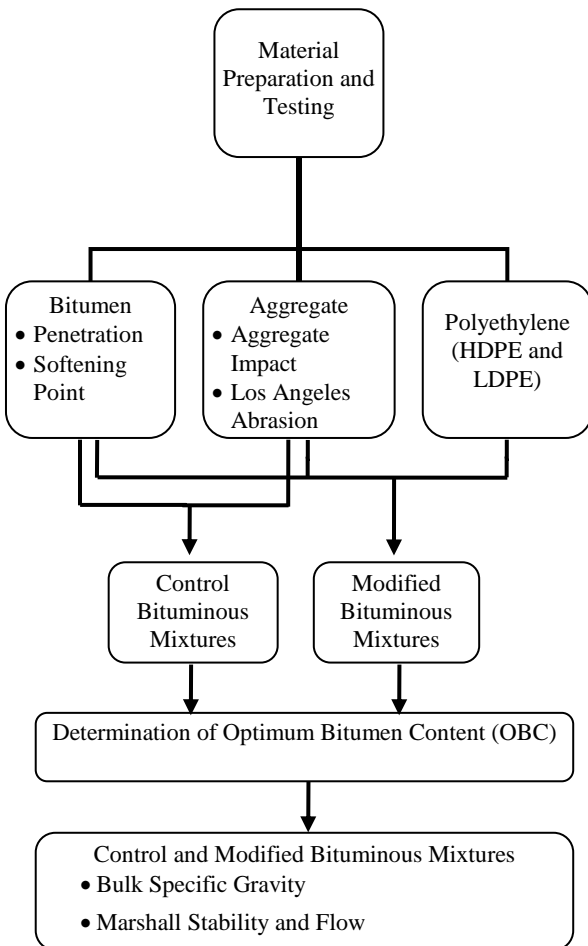 Material
Preparation and
Testing
Bitumen
• Penetration
• Softening
Point
Aggregate
• Aggregate
Impact
• Los Angeles
Abrasion
Polyethylene
(HDPE and
LDPE)
Control
Bituminous
Mixtures
Modified
Bituminous
Mixtures
Determination of Optimum Bitumen Content (OBC)
Control and Modified Bituminous Mixtures
• Bulk Specific Gravity
• Marshall Stability and Flow